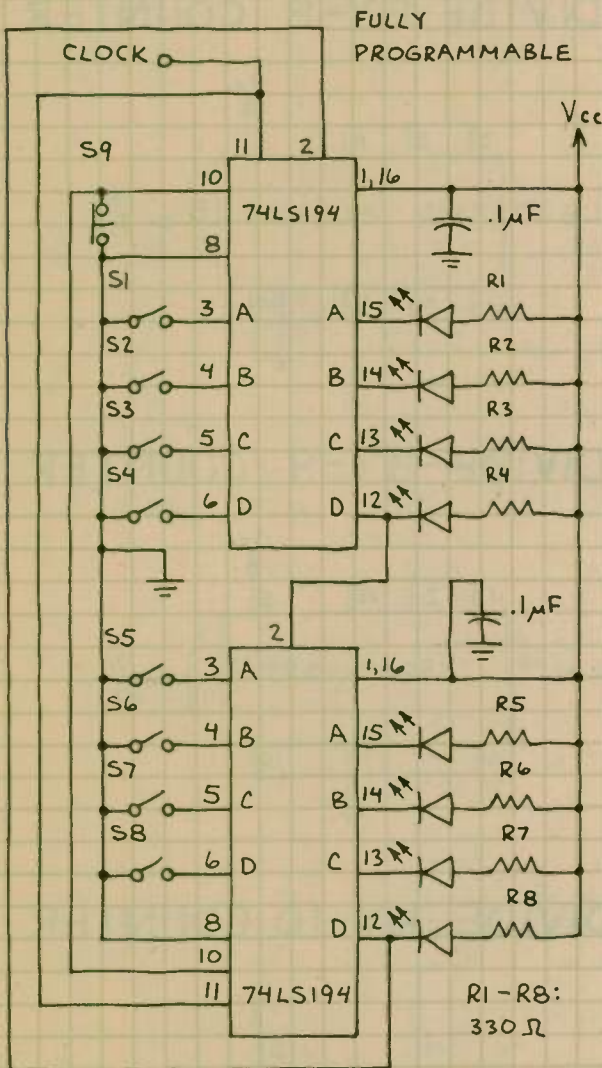 FULLY
CLOCK PROGRAMMABLE
Vcc
S9 11 2
10 1,16
74LS194 .1μF
8
S1 R1
3 A A 15
S2 R2
4 B B 14
S3 R3
5 C C 13
S4 R4
6 D D 12
.1μF
2
S5 1,16
3 A
S6 R5
4 B A 15
S7 R6
5 C B 14
S8 R7
6 D C 13
R8
8 D 12
10
11 74LS194 R1-R8:
330 Ω